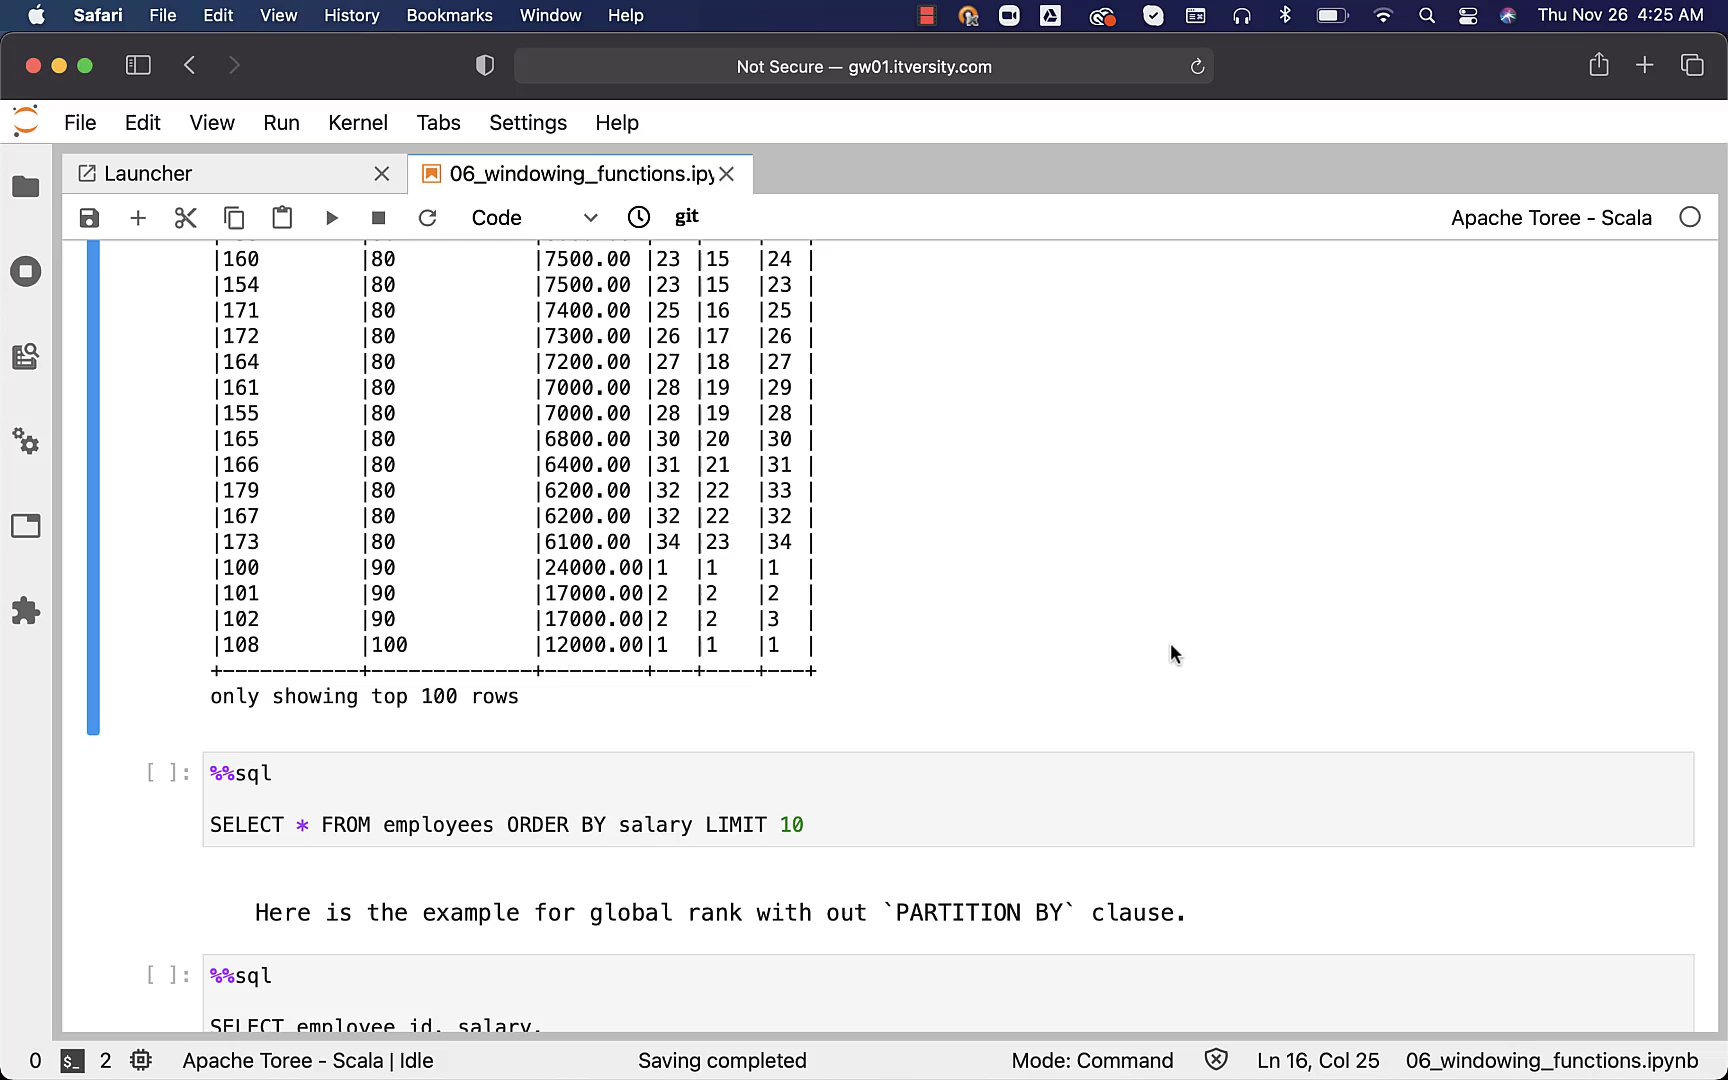 Safari File Edit View History Bookmarks Window Help Thu Nov 26 4:25 AM
Not Secure — gw01.itversity.com
File Edit View Run Kernel Tabs Settings Help
Launcher 06_windowing_functions.ipy
Code git Apache Toree - Scala
|160 |80 |7500.00 |23 |15 |24 |
|154 |80 |7500.00 |23 |15 |23 |
|171 |80 |7400.00 |25 |16 |25 |
|172 |80 |7300.00 |26 |17 |26 |
|164 |80 |7200.00 |27 |18 |27 |
|161 |80 |7000.00 |28 |19 |29 |
|155 |80 |7000.00 |28 |19 |28 |
|165 |80 |6800.00 |30 |20 |30 |
|166 |80 |6400.00 |31 |21 |31 |
|179 |80 |6200.00 |32 |22 |33 |
|167 |80 |6200.00 |32 |22 |32 |
|173 |80 |6100.00 |34 |23 |34 |
|100 |90 |24000.00|1 |1 |1 |
|101 |90 |17000.00|2 |2 |2 |
|102 |90 |17000.00|2 |2 |3 |
|108 |100 |12000.00|1 |1 |1 |
+-----------+-------------+--------+---+----+---+
only showing top 100 rows
[ ]: %%sql
SELECT * FROM employees ORDER BY salary LIMIT 10
Here is the example for global rank with out `PARTITION BY` clause.
[ ]: %%sql
SELECT employee_id, salary,
0 $_ 2 Apache Toree - Scala | Idle Saving completed Mode: Command Ln 16, Col 25 06_windowing_functions.ipynb